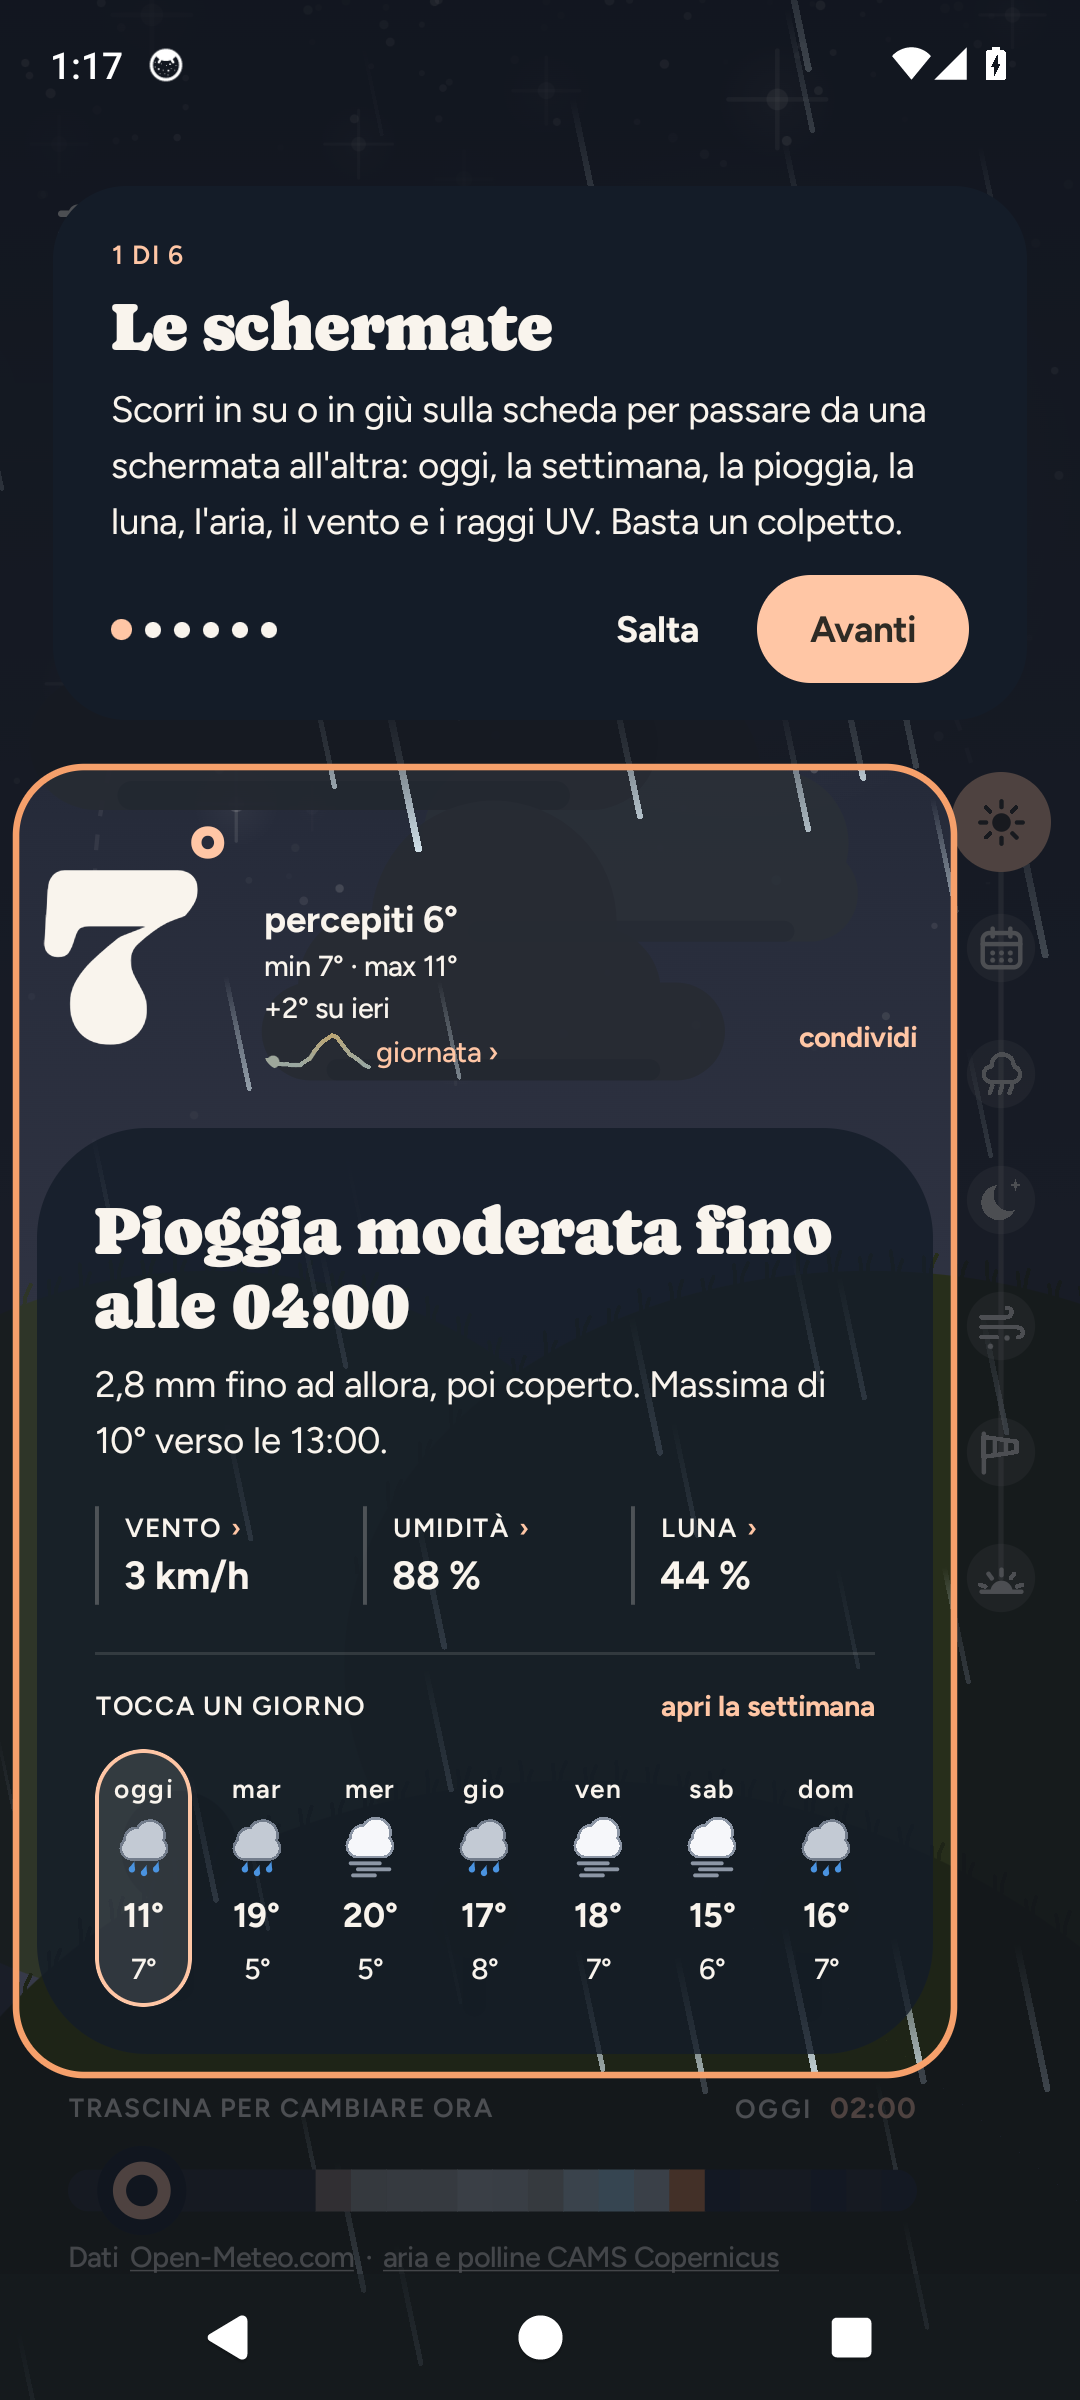 1:17
1 DI 6
Le schermate
Scorri in su o in giù sulla scheda per passare da una
schermata all'altra: oggi, la settimana, la pioggia, la
luna, l'aria, il vento e i raggi UV. Basta un colpetto.
Salta
Avanti
7°
percepiti 6°
min 7° · max 11°
+2° su ieri
giornata ›
condividi
Pioggia moderata fino
alle 04:00
2,8 mm fino ad allora, poi coperto. Massima di
10° verso le 13:00.
VENTO › UMIDITÀ › LUNA ›
3 km/h 88 % 44 %
TOCCA UN GIORNO apri la settimana
oggi mar mer gio ven sab dom
11° 19° 20° 17° 18° 15° 16°
7° 5° 5° 8° 7° 6° 7°
TRASCINA PER CAMBIARE ORA OGGI 02:00
Dati Open-Meteo.com · aria e polline CAMS Copernicus